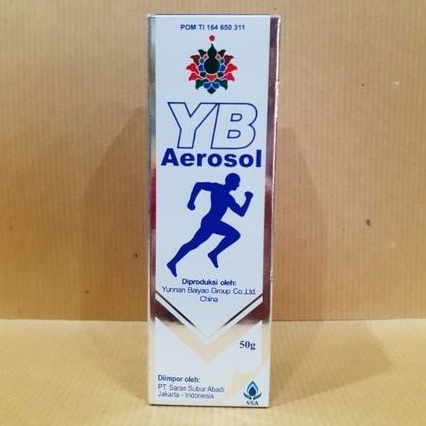 POM TI 164 650 311
YB
Aerosol
Diproduksi oleh:
Yunnan Baiyao Group Co.,Ltd.
China
50g
Diimpor oleh:
PT. Saras Subur Abadi
Jakarta - Indonesia
SSA